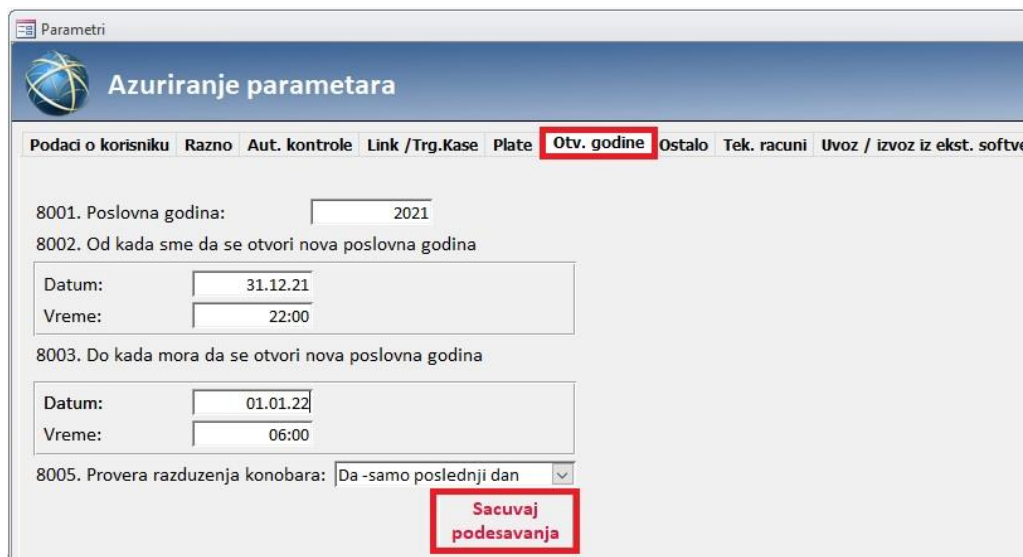 Parametri
Azuriranje parametara
Podaci o korisniku Razno Aut. kontrole Link /Trg.Kase Plate Otv. godine Ostalo Tek. racuni Uvoz / izvoz iz ekst.
8001. Poslovna godina: 2021
8002. Od kada sme da se otvori nova poslovna godina
Datum: 31.12.21
Vreme: 22:00
8003. Do kada mora da se otvori nova poslovna godina
Datum: 01.01.22
Vreme: 06:00
8005. Provera razduzenja konobara: Da -samo poslednji dan
Sacuvaj
podesavanja